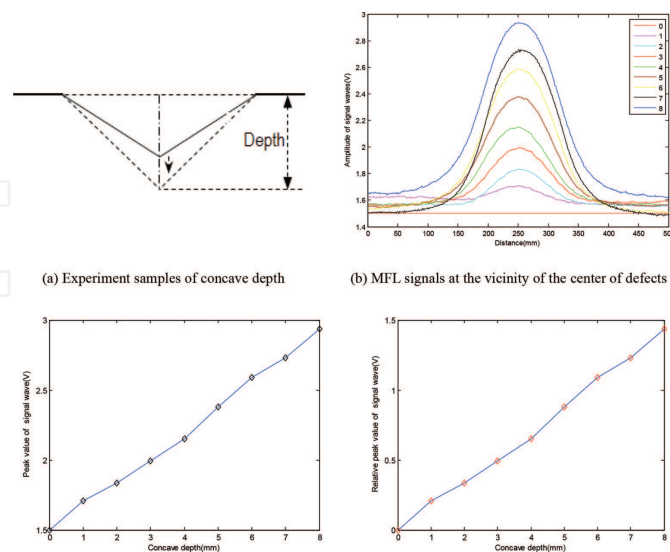 Depth
Amplitude of signal waves(V)
3
2.8
2.6
2.4
2.2
2
1.8
1.6
1.4
0 50 100 150 200 250 300 350 400 450 500
Distance(mm)
0
1
2
3
4
5
6
7
8
(a) Experiment samples of concave depth
(b) MFL signals at the vicinity of the center of defects
Peak value of signal wave(V)
3
2.5
2
1.5
0 1 2 3 4 5 6 7 8
Concave depth(mm)
Relative peak value of signal wave(V)
1.5
1
0.5
0
0 1 2 3 4 5 6 7 8
Concave depth(mm)